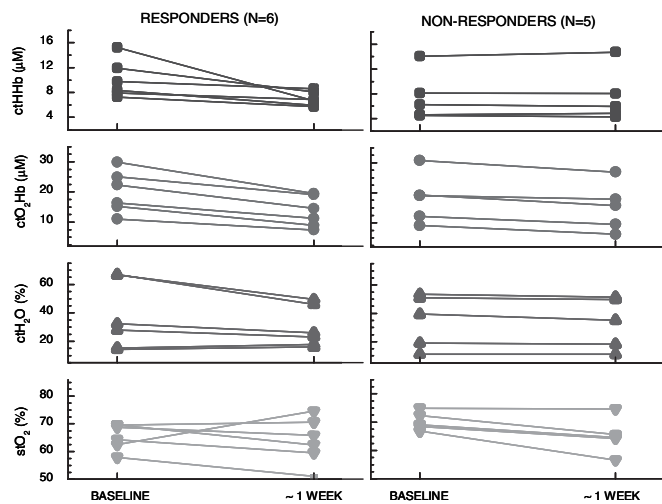 RESPONDERS (N=6)
NON-RESPONDERS (N=5)
ctHHb (μM)
16
12
8
4
ctO₂Hb (μM)
30
20
10
ctH₂O (%)
60
40
20
stO₂ (%)
80
70
60
50
BASELINE
~ 1 WEEK
BASELINE
~ 1 WEEK